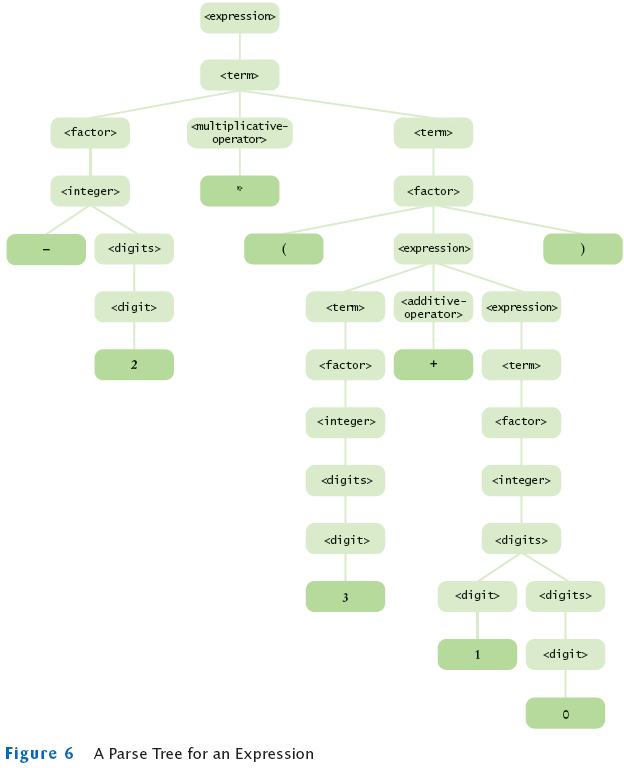 <expression>
<term>
<factor>
<multiplicative-
operator>
<term>
<integer>
*
<factor>
–
<digits>
(
<expression>
)
<digit>
<term>
<additive-
operator>
<expression>
2
<factor>
+
<term>
<integer>
<factor>
<digits>
<integer>
<digit>
<digits>
3
<digit>
<digits>
1
<digit>
0
Figure 6 A Parse Tree for an Expression